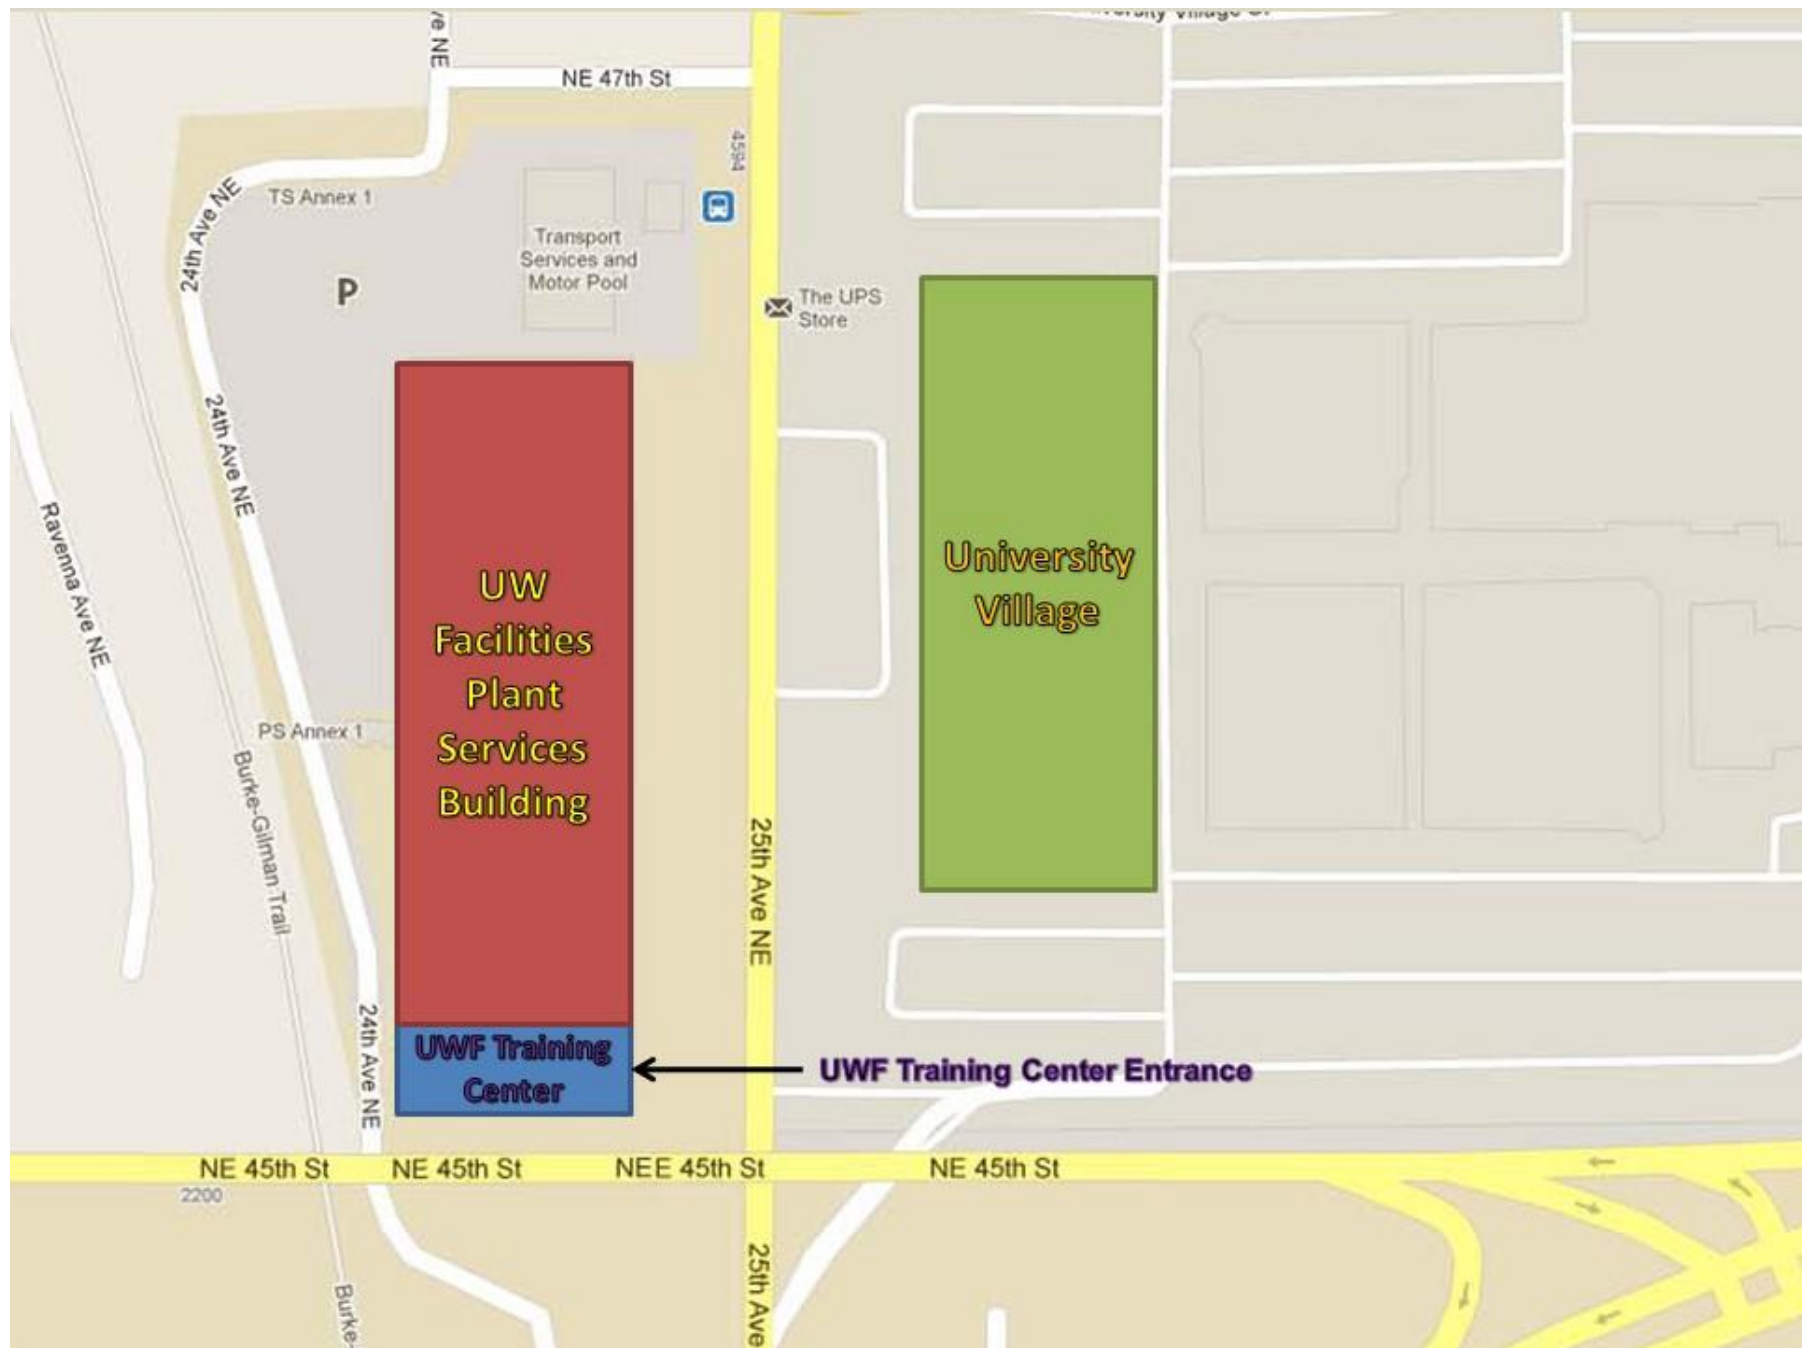 ve NE
NE 47th St
4594
TS Annex 1
24th Ave NE
Transport
Services and
Motor Pool
P
The UPS
Store
24th Ave NE
Ravenna Ave NE
University
Village
UW
Facilities
Plant
Services
Building
PS Annex 1
Burke-Gilman Trail
25th Ave NE
24th Ave NE
UWF Training
Center
UWF Training Center Entrance
NE 45th St
NE 45th St
NEE 45th St
NE 45th St
2200
25th Ave
Burke-